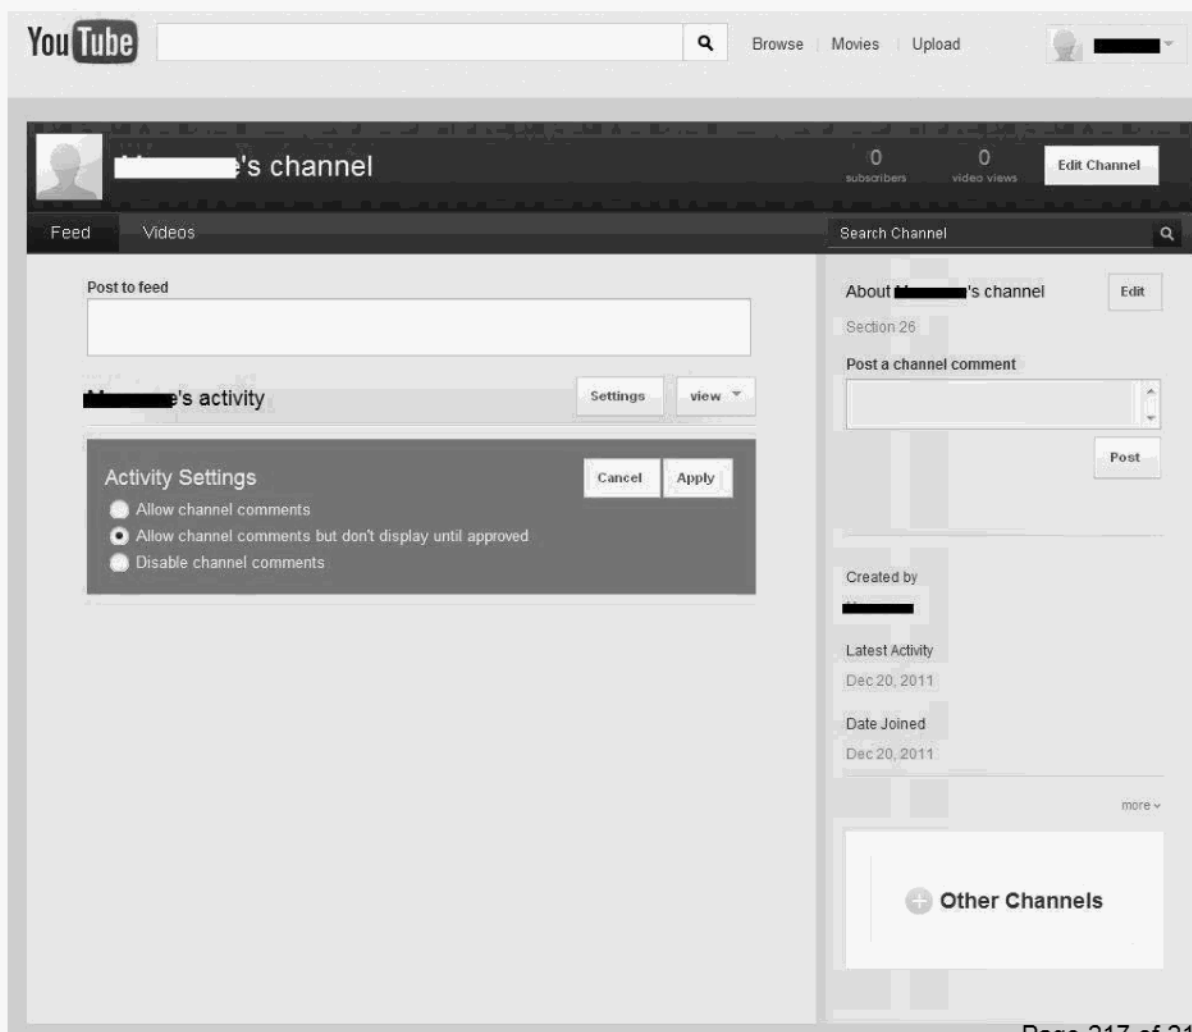 YouTube
Browse Movies Upload
's channel
0 subscribers
0 video views
Edit Channel
Feed Videos
Search Channel
Post to feed
's activity
Settings
view
Activity Settings
Cancel Apply
Allow channel comments
Allow channel comments but don't display until approved
Disable channel comments
About 's channel
Edit
Section 26
Post a channel comment
Post
Created by
Latest Activity
Dec 20, 2011
Date Joined
Dec 20, 2011
more
Other Channels
Page 217 of